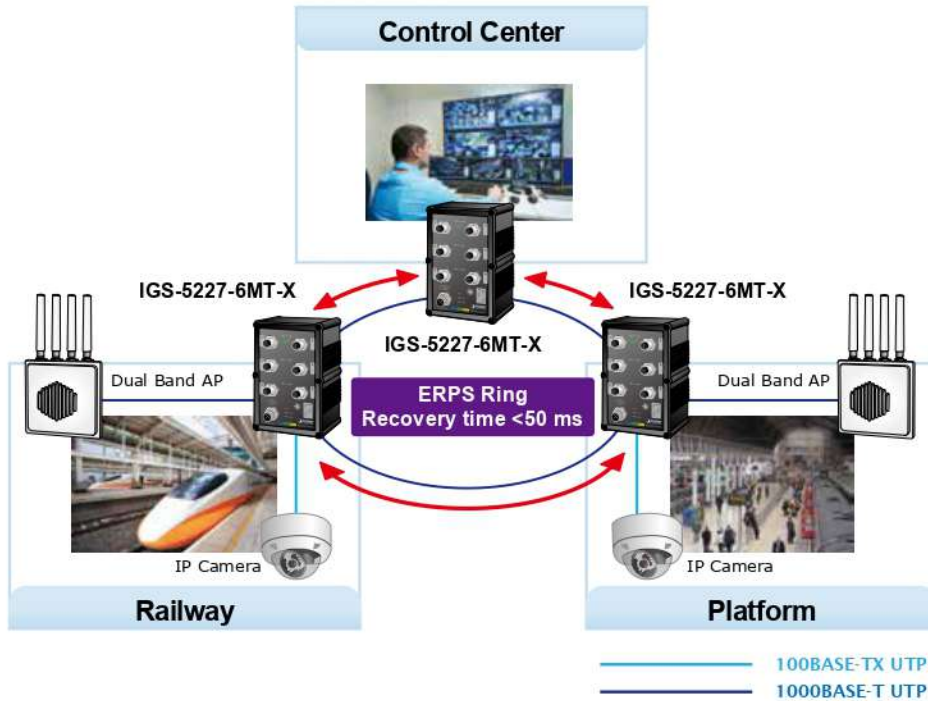 Control Center
IGS-5227-6MT-X
IGS-5227-6MT-X
IGS-5227-6MT-X
Dual Band AP
Dual Band AP
ERPS Ring
Recovery time <50 ms
IP Camera
IP Camera
Railway
Platform
100BASE-TX UTP
1000BASE-T UTP